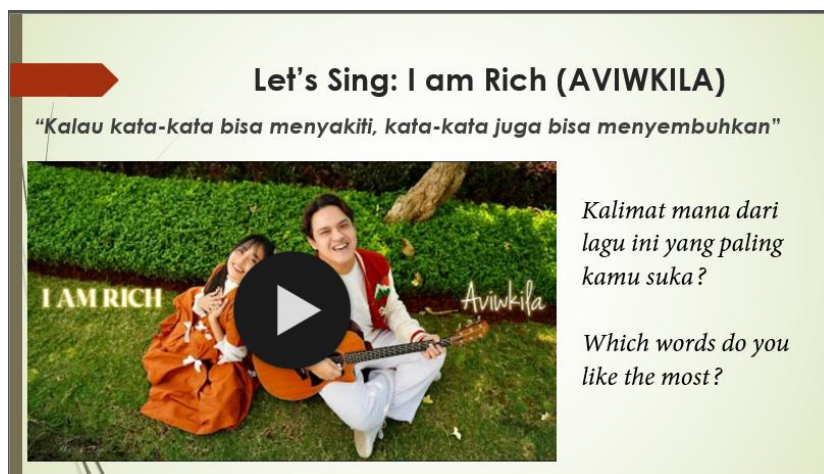 Let's Sing: I am Rich (AVIWKILA)
“Kalau kata-kata bisa menyakiti, kata-kata juga bisa menyembuhkan”
I AM RICH
Aviwkila
Kalimat mana dari
lagu ini yang paling
kamu suka?
Which words do you
like the most?